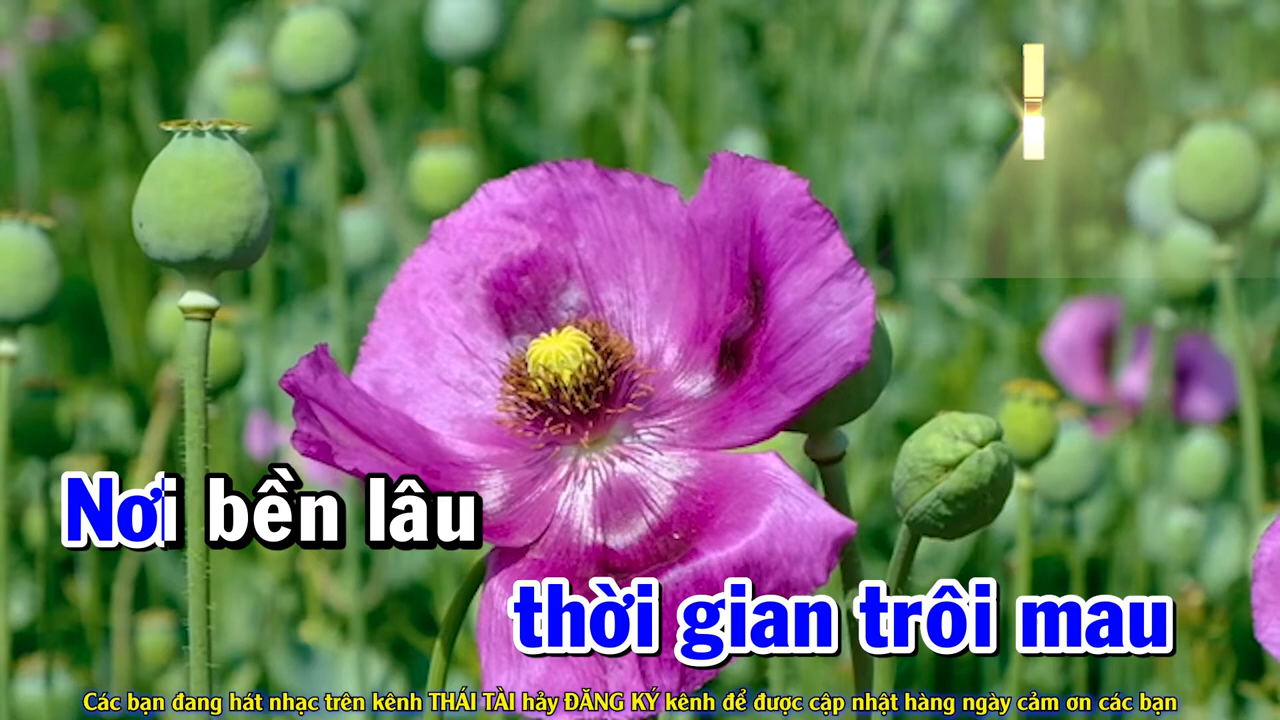 Nơi bền lâu
thời gian trôi mau
Các bạn đang hát nhạc trên kênh THÁI TÀI hảy ĐĂNG KÝ kênh để được cập nhật hàng ngày cảm ơn các bạn